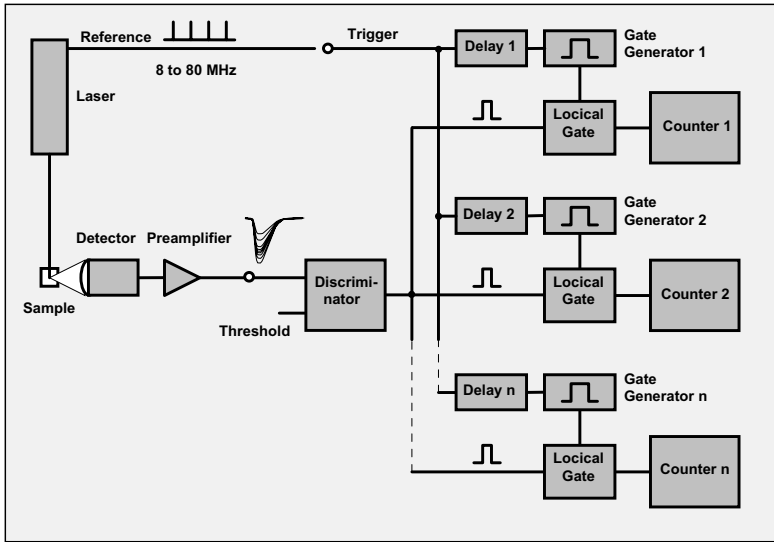 Reference
8 to 80 MHz
Trigger
Laser
Delay 1
Gate
Generator 1
Locical
Gate
Counter 1
Delay 2
Gate
Generator 2
Locical
Gate
Counter 2
Detector
Preamplifier
Sample
Discrimi-
nator
Threshold
Delay n
Gate
Generator n
Locical
Gate
Counter n